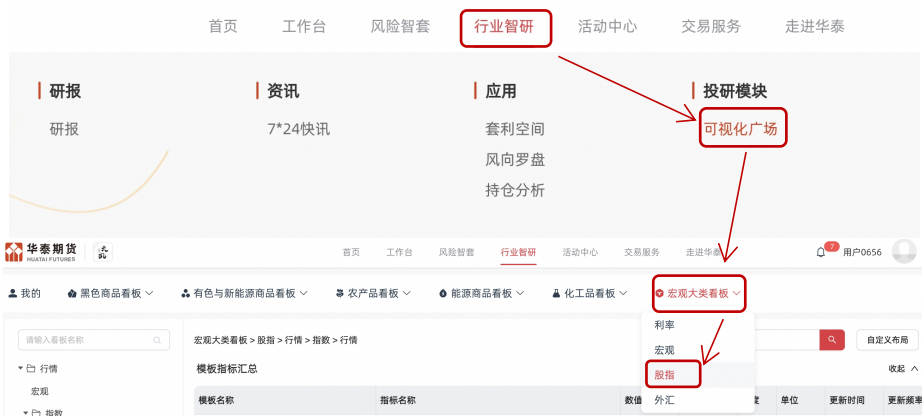 首页 工作台 风险智套 行业智研 活动中心 交易服务 走进华泰
研报 资讯 应用 投研模块
研报 7*24快讯 套利空间 可视化广场
风向罗盘
持仓分析
华泰期货
HUATAI FUTURES
首页 工作台 风险智套 行业智研 活动中心 交易服务 走进华泰 7 用户0656
我的 黑色商品看板 有色与新能源商品看板 农产品看板 能源商品看板 化工品看板 宏观大类看板
利率
请输入看板名称 宏观大类看板 > 股指 > 行情 > 指数 > 行情 自定义布局
宏观
行情 模板指标汇总 股指 收起
宏观 模板名称 指标名称 数值 外汇 单位 更新时间 更新频率
指数